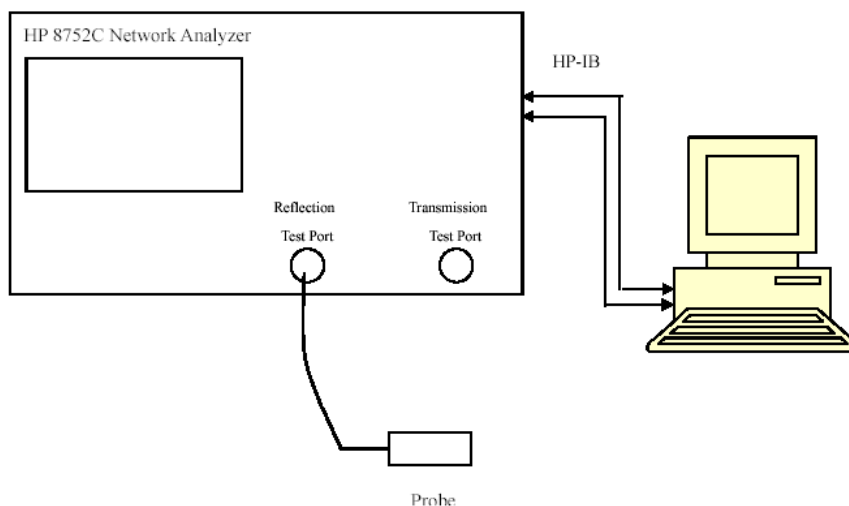 HP 8752C Network Analyzer
HP-IB
Reflection
Test Port
Transmission
Test Port
Probe